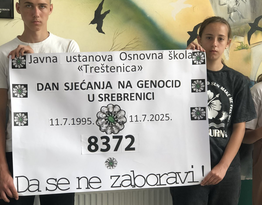 Javna ustanova Osnovna škola
«Treštenica»
DAN SJEĆANJA NA GENOCID
U SREBRENICI
11.7.1995. 11.7.2025.
8372
Da se ne zaboravi!